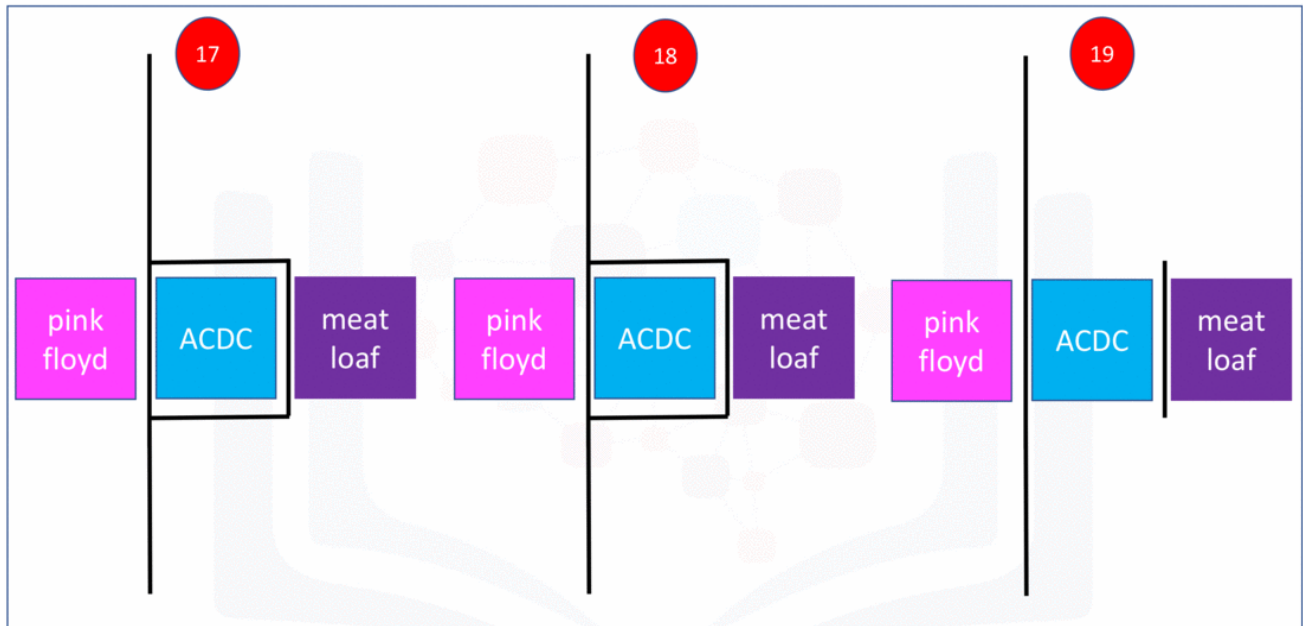 17
18
19
pink
floyd
ACDC
meat
loaf
pink
floyd
ACDC
meat
loaf
pink
floyd
ACDC
meat
loaf